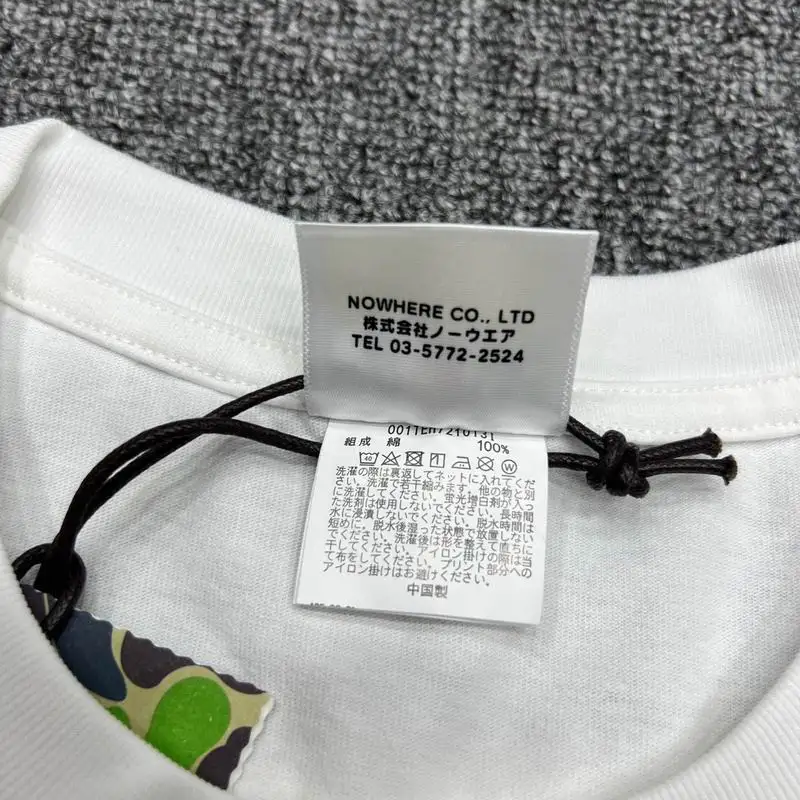 NOWHERE CO., LTD
株式会社ノーウエア
TEL 03-5772-2524
組成 綿 100%
40 W
洗濯の際は裏返してネットに入れてくだ
さい。洗濯で若干縮みます。他の物と別
に洗濯してください。蛍光増白剤が入っ
た洗剤は使用しないでください。長時間
水に浸漬しないでください。脱水しない
短めに。脱水後湿った状態で放置直ちに
干してください。洗濯後は形を整えての際は当
て布をしてください。アイロン掛け部分への
アイロン掛けはお避けください。プリント
中国製